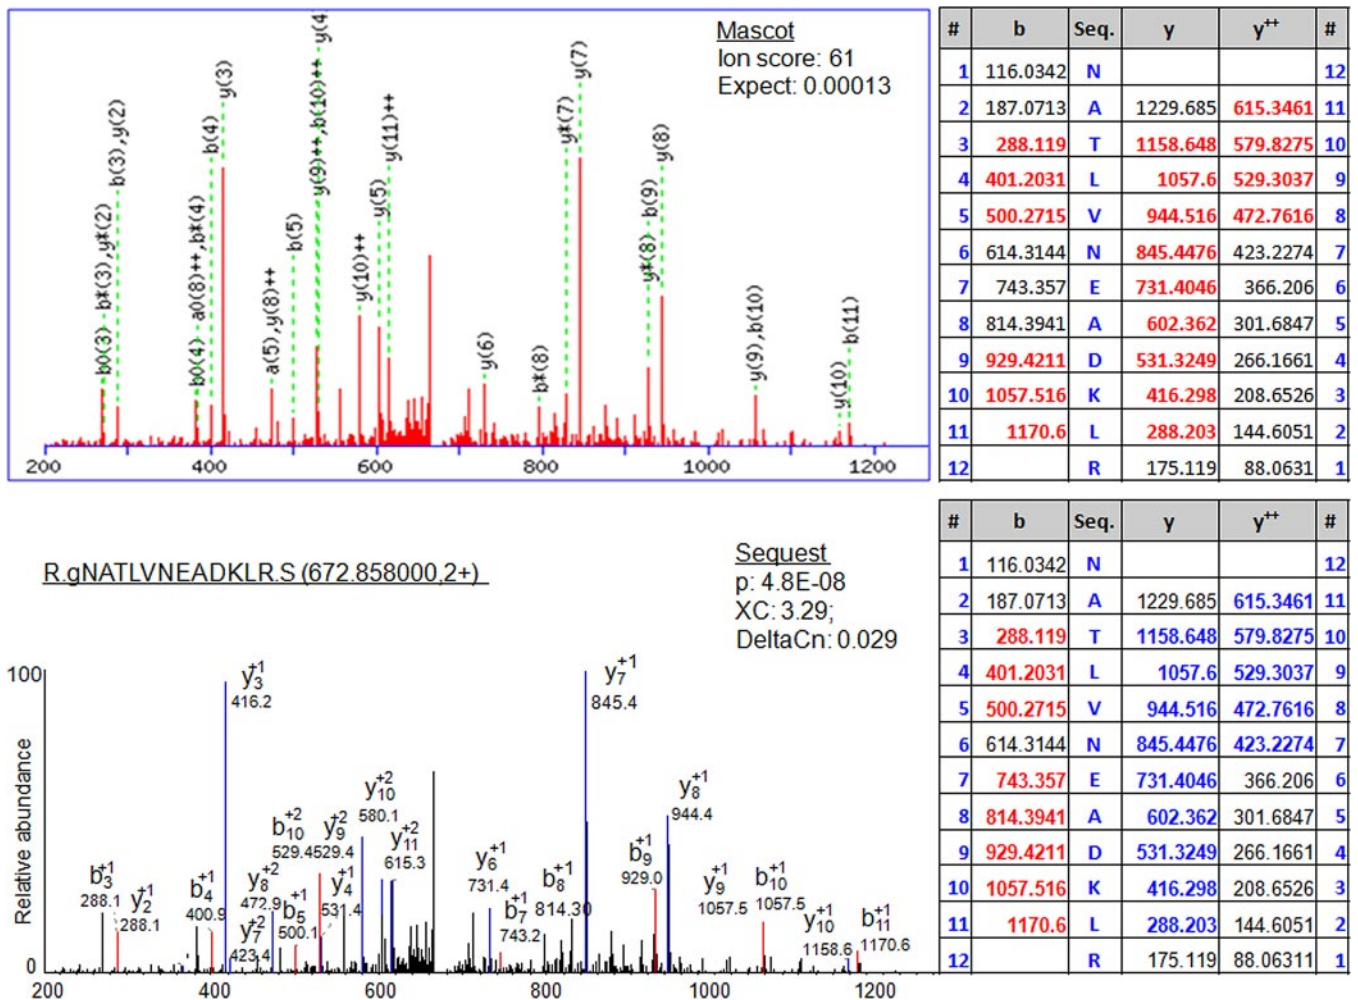 Mascot
Ion score: 61
Expect: 0.00013
b0(3)
b*(3),y*(2)
b(3),y(2)
b0(4)
a0(8)++,b*(4)
b(4)
y(3)
a(5),y(8)++
b(5)
y(9)++,b(10)++
y(4)
y(10)++
y(5)
y(11)++
y(6)
b*(8)
y*(7)
y(7)
y*(8)
b(9)
y(8)
y(9),b(10)
y(10)
b(11)
200 400 600 800 1000 1200
# b Seq. y y++ #
1 116.0342 N 12
2 187.0713 A 1229.685 615.3461 11
3 288.119 T 1158.648 579.8275 10
4 401.2031 L 1057.6 529.3037 9
5 500.2715 V 944.516 472.7616 8
6 614.3144 N 845.4476 423.2274 7
7 743.357 E 731.4046 366.206 6
8 814.3941 A 602.362 301.6847 5
9 929.4211 D 531.3249 266.1661 4
10 1057.516 K 416.298 208.6526 3
11 1170.6 L 288.203 144.6051 2
12 R 175.119 88.0631 1
R.gNATLVNEADKLR.S (672.858000,2+)
Sequest
p: 4.8E-08
XC: 3.29;
DeltaCn: 0.029
Relative abundance
100
0
b3+1
288.1
y2+1
288.1
b4+1
400.9
y3+1
416.2
y7+2
423.4
y8+2
472.9
b5+1
500.1
b10+2
529.4
y9+2
529.4
y4+1
531.4
y10+2
580.1
y11+2
615.3
y6+1
731.4
b7+1
743.2
b8+1
814.30
y7+1
845.4
b9+1
929.0
y8+1
944.4
y9+1
1057.5
b10+1
1057.5
y10+1
1158.6
b11+1
1170.6
200 400 600 800 1000 1200
# b Seq. y y++ #
1 116.0342 N 12
2 187.0713 A 1229.685 615.3461 11
3 288.119 T 1158.648 579.8275 10
4 401.2031 L 1057.6 529.3037 9
5 500.2715 V 944.516 472.7616 8
6 614.3144 N 845.4476 423.2274 7
7 743.357 E 731.4046 366.206 6
8 814.3941 A 602.362 301.6847 5
9 929.4211 D 531.3249 266.1661 4
10 1057.516 K 416.298 208.6526 3
11 1170.6 L 288.203 144.6051 2
12 R 175.119 88.06311 1